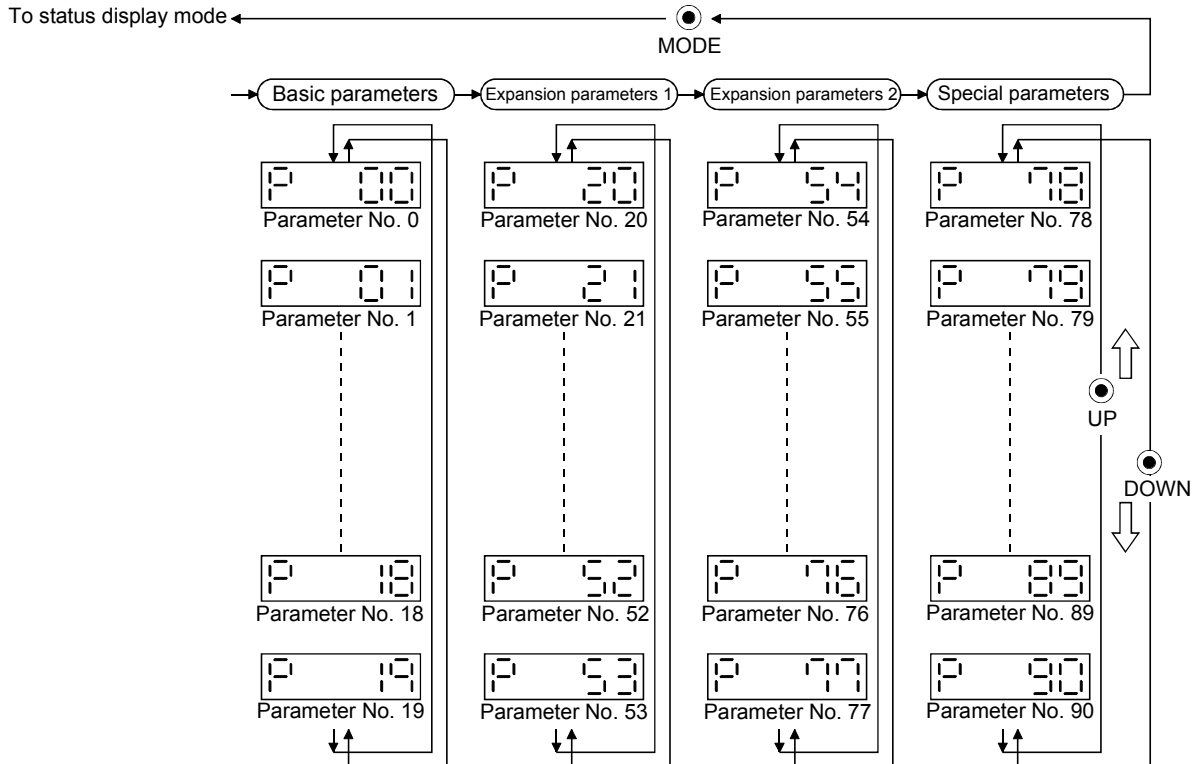 To status display mode
MODE
Basic parameters Expansion parameters 1 Expansion parameters 2 Special parameters
P 00 P 20 P 54 P 78
Parameter No. 0 Parameter No. 20 Parameter No. 54 Parameter No. 78
P 01 P 21 P 55 P 79
Parameter No. 1 Parameter No. 21 Parameter No. 55 Parameter No. 79
UP
DOWN
P 18 P 52 P 76 P 89
Parameter No. 18 Parameter No. 52 Parameter No. 76 Parameter No. 89
P 19 P 53 P 77 P 90
Parameter No. 19 Parameter No. 53 Parameter No. 77 Parameter No. 90